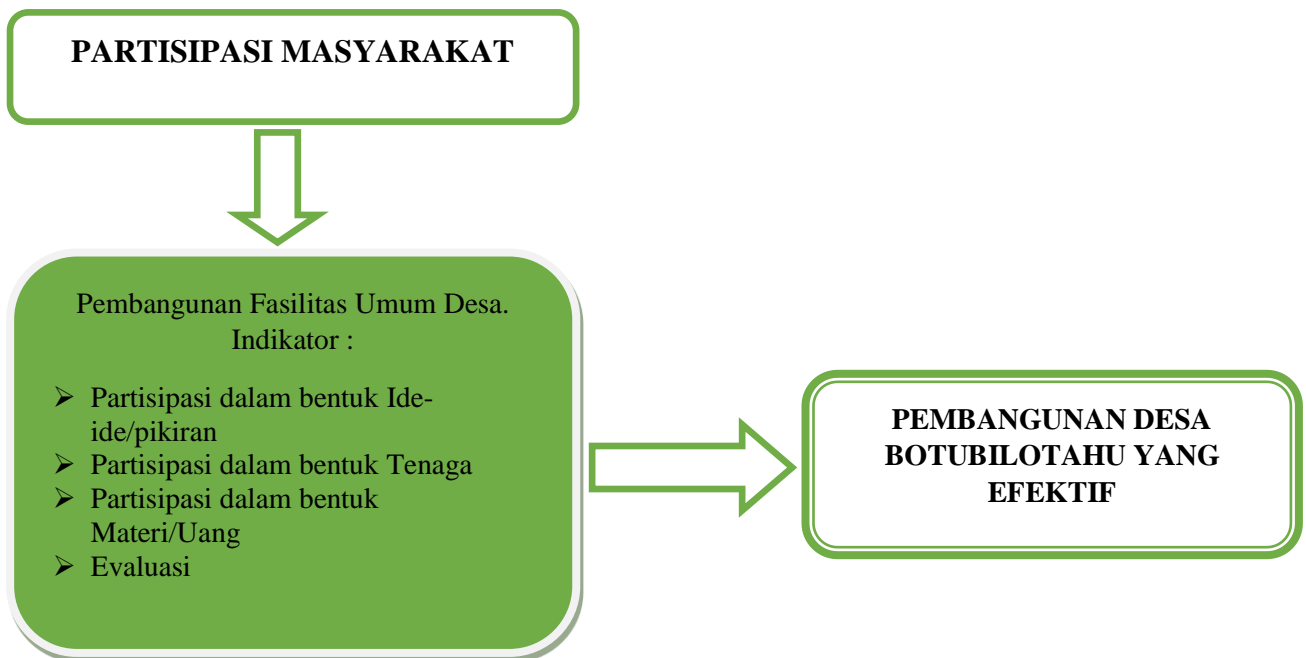 PARTISIPASI MASYARAKAT
Pembangunan Fasilitas Umum Desa.
Indikator :
➢ Partisipasi dalam bentuk Ide-
ide/pikiran
➢ Partisipasi dalam bentuk Tenaga
➢ Partisipasi dalam bentuk
Materi/Uang
➢ Evaluasi
PEMBANGUNAN DESA
BOTUBILOTAHU YANG
EFEKTIF